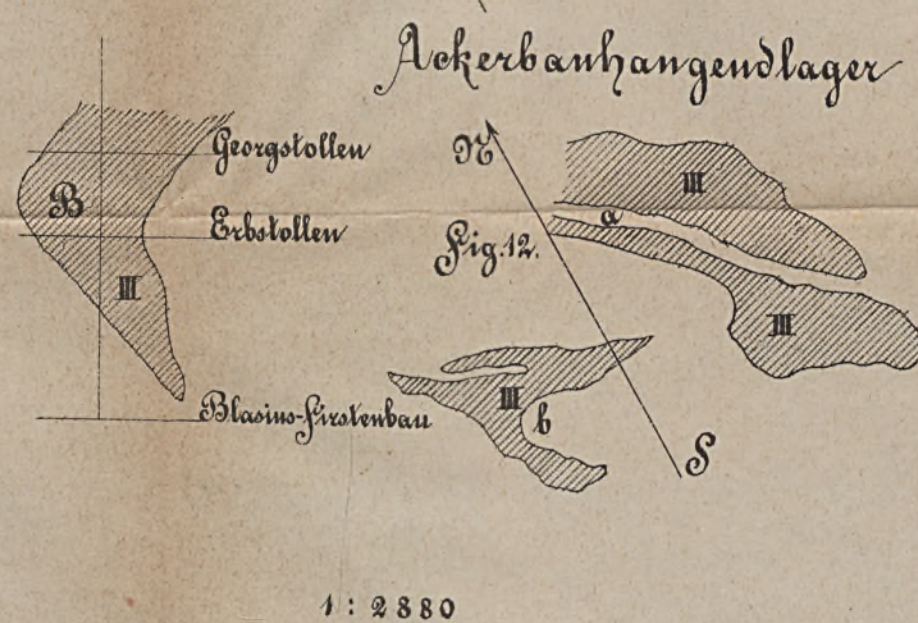 Ackerbauhangendlager
Georgstollen
N
III
B
a
Erbstollen
Fig. 12.
III
III
III
Blasius-Firstenbau
b
S
1 : 2880